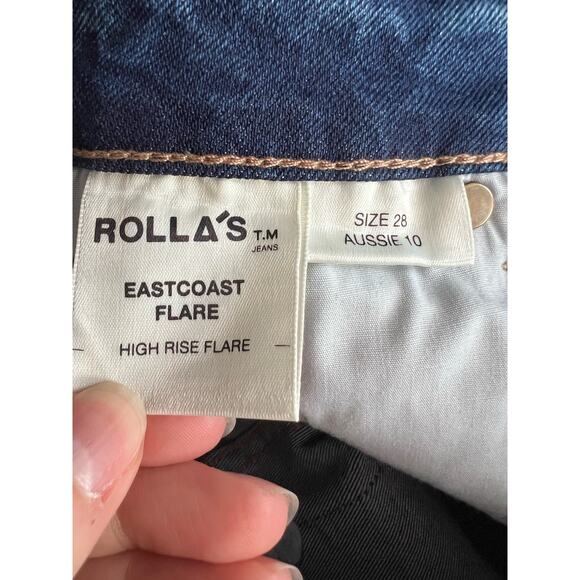 ROLLA'S T.M
JEANS
EASTCOAST
FLARE
HIGH RISE FLARE
SIZE 28
AUSSIE 10